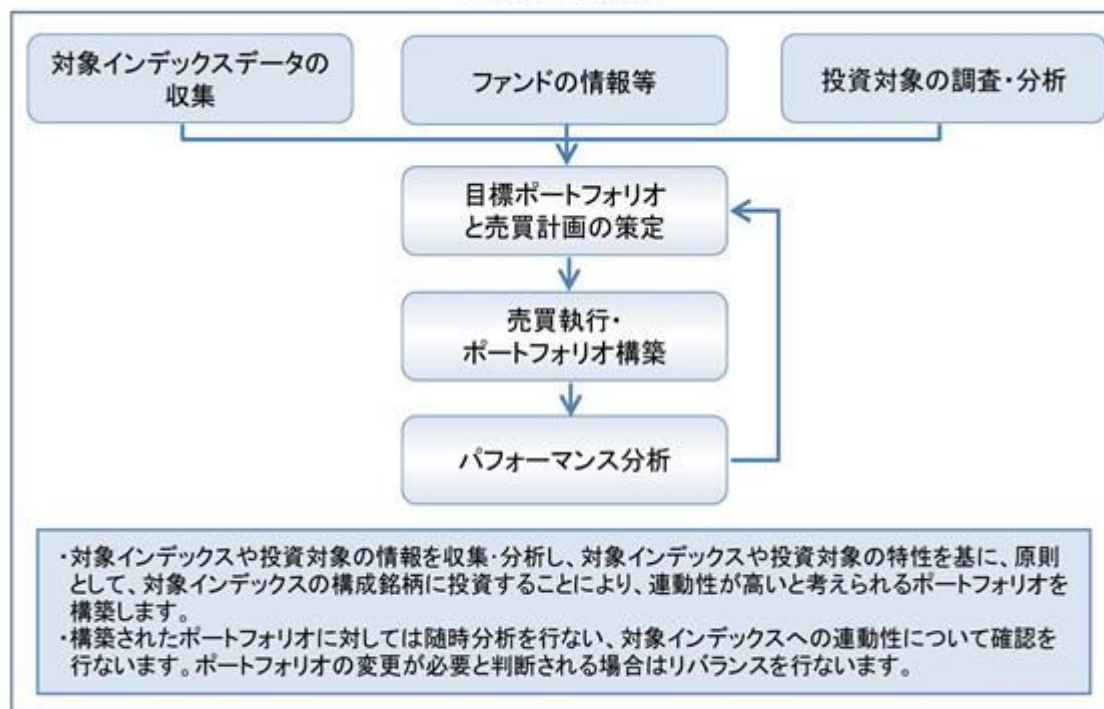 対象インデックスデータの
収集
ファンドの情報等
投資対象の調査・分析
目標ポートフォリオ
と売買計画の策定
売買執行・
ポートフォリオ構築
パフォーマンス分析
・対象インデックスや投資対象の情報を収集・分析し、対象インデックスや投資対象の特性を基に、原則
として、対象インデックスの構成銘柄に投資することにより、連動性が高いと考えられるポートフォリオを
構築します。
・構築されたポートフォリオに対しては随時分析を行ない、対象インデックスへの連動性について確認を
行ないます。ポートフォリオの変更が必要と判断される場合はリバランスを行ないます。